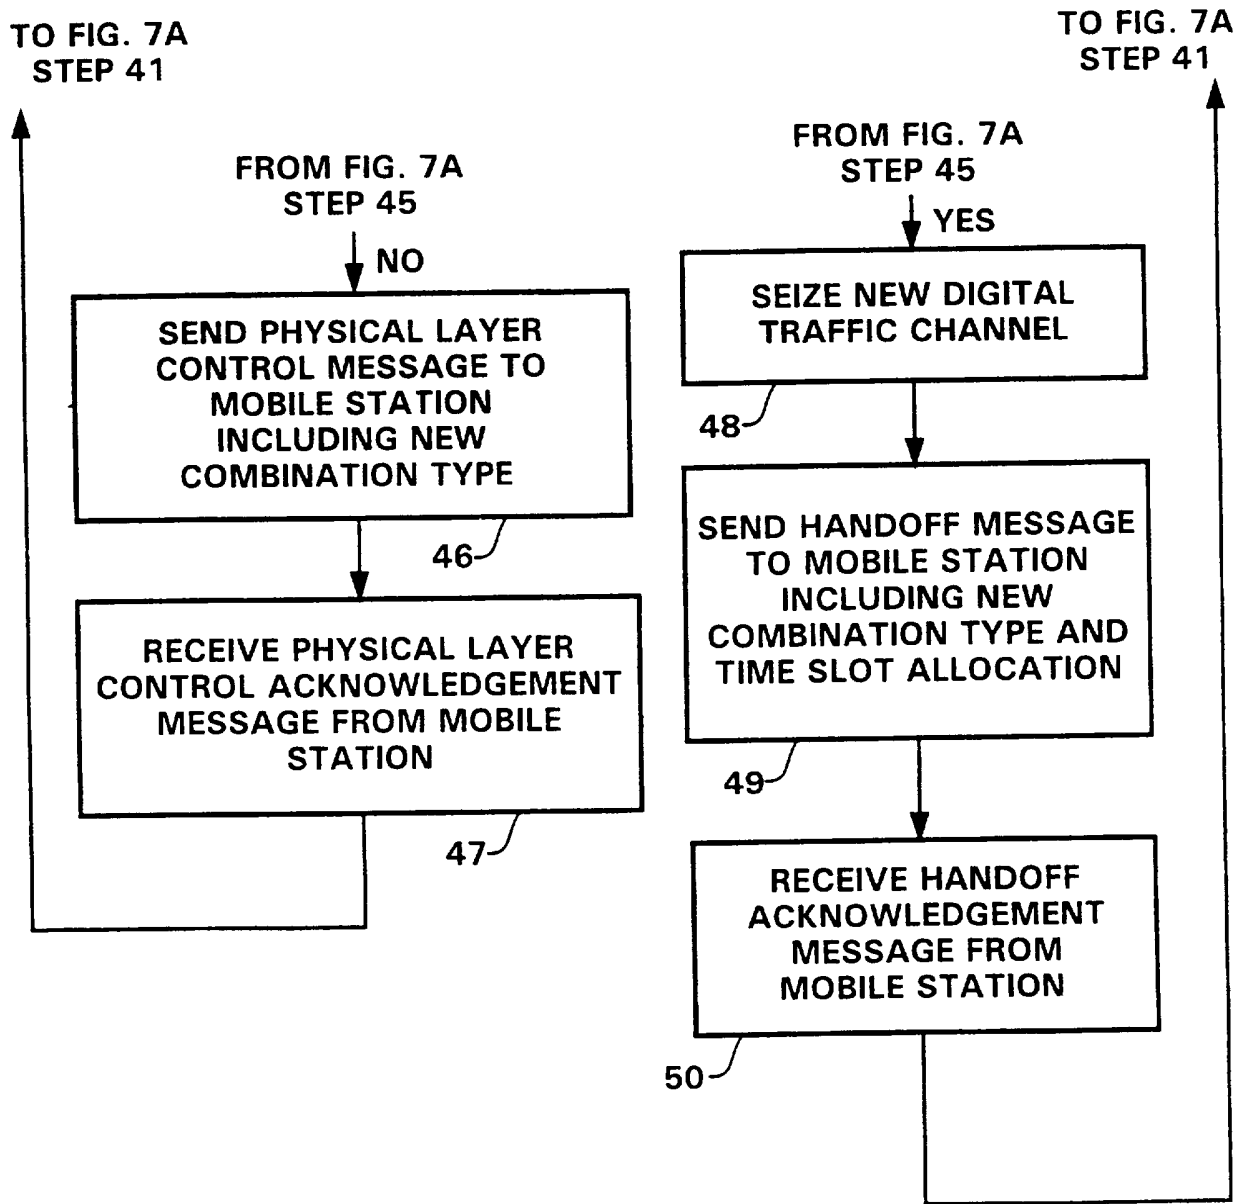 TO FIG. 7A
STEP 41
FROM FIG. 7A
STEP 45
NO
SEND PHYSICAL LAYER
CONTROL MESSAGE TO
MOBILE STATION
INCLUDING NEW
COMBINATION TYPE
46
RECEIVE PHYSICAL LAYER
CONTROL ACKNOWLEDGEMENT
MESSAGE FROM MOBILE
STATION
47
TO FIG. 7A
STEP 41
FROM FIG. 7A
STEP 45
YES
SEIZE NEW DIGITAL
TRAFFIC CHANNEL
48
SEND HANDOFF MESSAGE
TO MOBILE STATION
INCLUDING NEW
COMBINATION TYPE AND
TIME SLOT ALLOCATION
49
RECEIVE HANDOFF
ACKNOWLEDGEMENT
MESSAGE FROM
MOBILE STATION
50